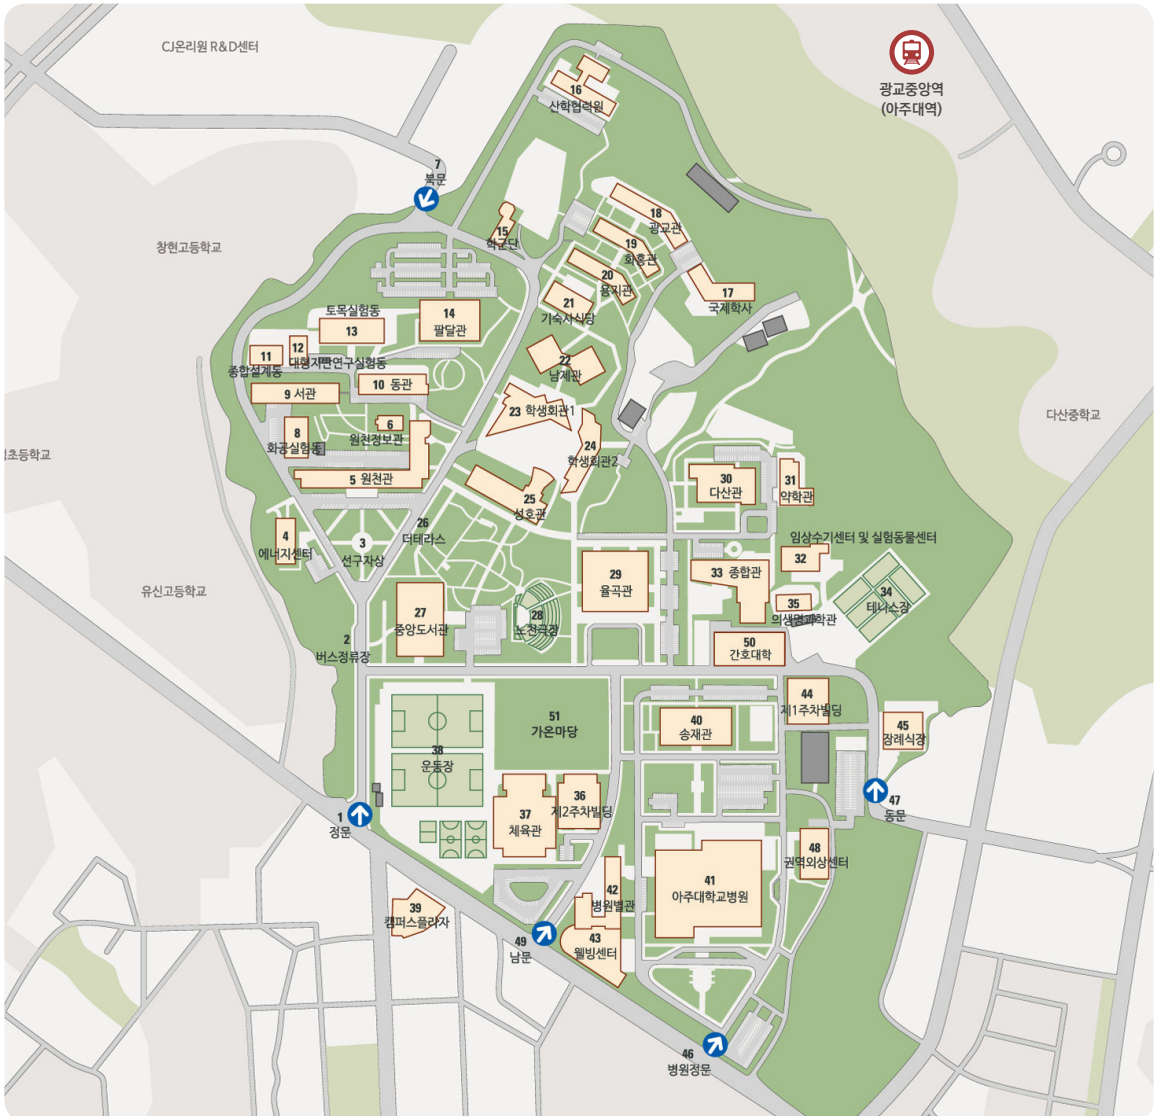 CJ온리원 R&D센터
광교중앙역
(아주대역)
16
산학협력원
7
북문
18
광교관
15
학군단
19
화홍관
창현고등학교
20
용지관
17
국제학사
21
기숙사식당
토목실험동
13
14
팔달관
12
대형지반연구실험동
11
종합설계동
22
남제관
10 동관
9 서관
23 학생회관1
다산중학교
6
원천정보관
8
화공실험동
24
학생회관2
초등학교
5 원천관
30
다산관
31
약학관
25
성호관
26
더테라스
4
에너지센터
3
선구자상
임상수기센터 및 실험동물센터
32
29
율곡관
33 종합관
유신고등학교
34
테니스장
35
27
중앙도서관
28
노천극장
2
버스정류장
50
간호대학
44
제1주차빌딩
51
가온마당
40
송재관
45
장례식장
38
운동장
36
제2주차빌딩
37
체육관
47
동문
1
정문
48
권역외상센터
41
아주대학교병원
42
병원별관
39
캠퍼스플라자
49
남문
43
웰빙센터
46
병원정문